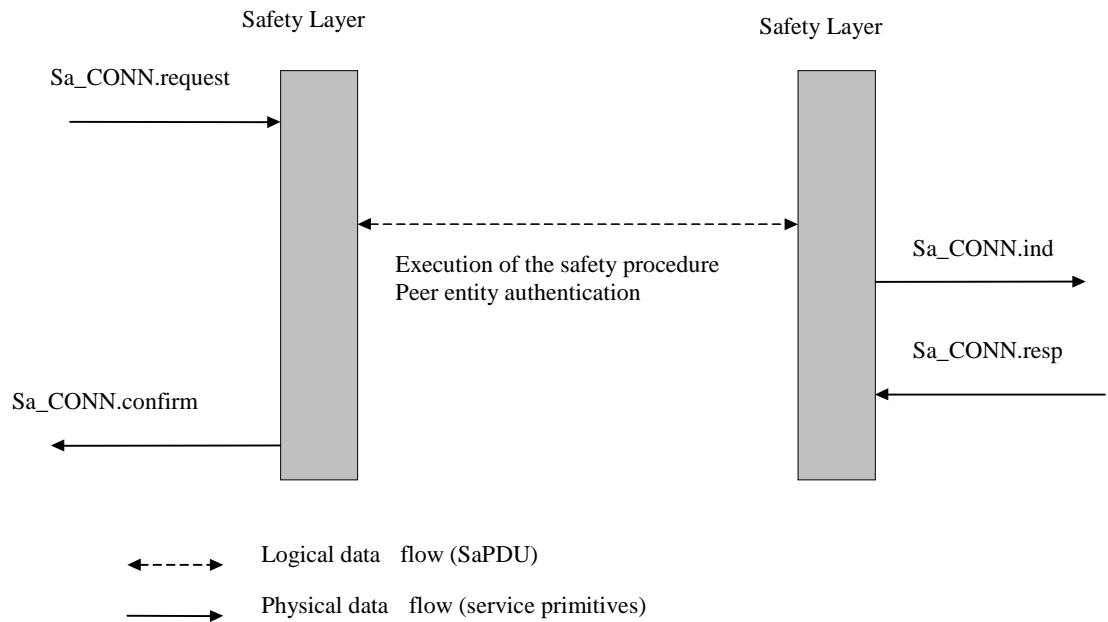 Safety Layer
Safety Layer
Sa_CONN.request
Sa_CONN.ind
Execution of the safety procedure
Peer entity authentication
Sa_CONN.resp
Sa_CONN.confirm
Logical data flow (SaPDU)
Physical data flow (service primitives)